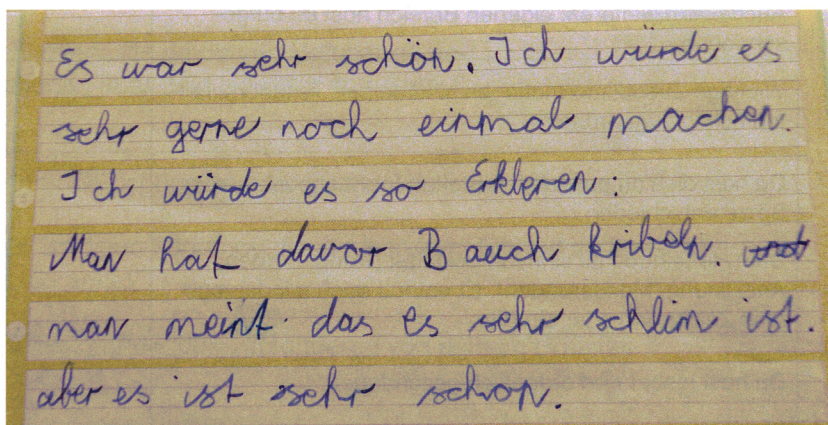 Es war sehr schön. Ich würde es
sehr gerne noch einmal machen.
Ich würde es so Erkleren:
Man hat davor Bauch kribeln. und
man meint das es sehr schlim ist.
aber es ist sehr schon.